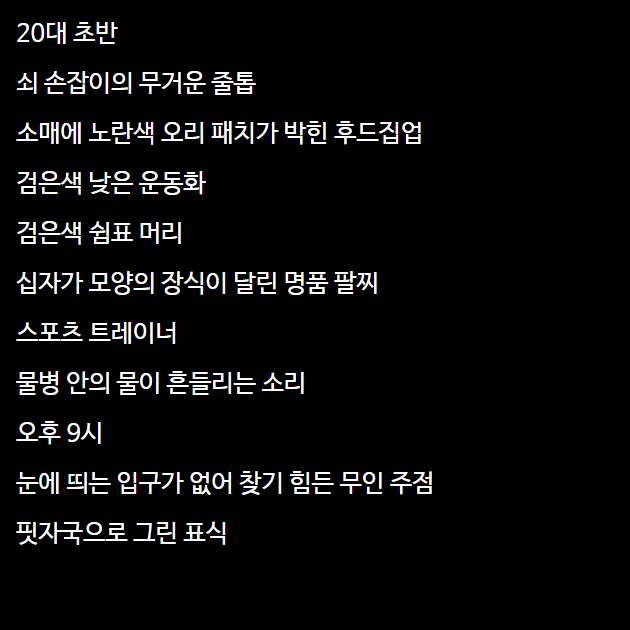 20대 초반
쇠 손잡이의 무거운 줄톱
소매에 노란색 오리 패치가 박힌 후드집업
검은색 낮은 운동화
검은색 쉼표 머리
십자가 모양의 장식이 달린 명품 팔찌
스포츠 트레이너
물병 안의 물이 흔들리는 소리
오후 9시
눈에 띄는 입구가 없어 찾기 힘든 무인 주점
핏자국으로 그린 표식